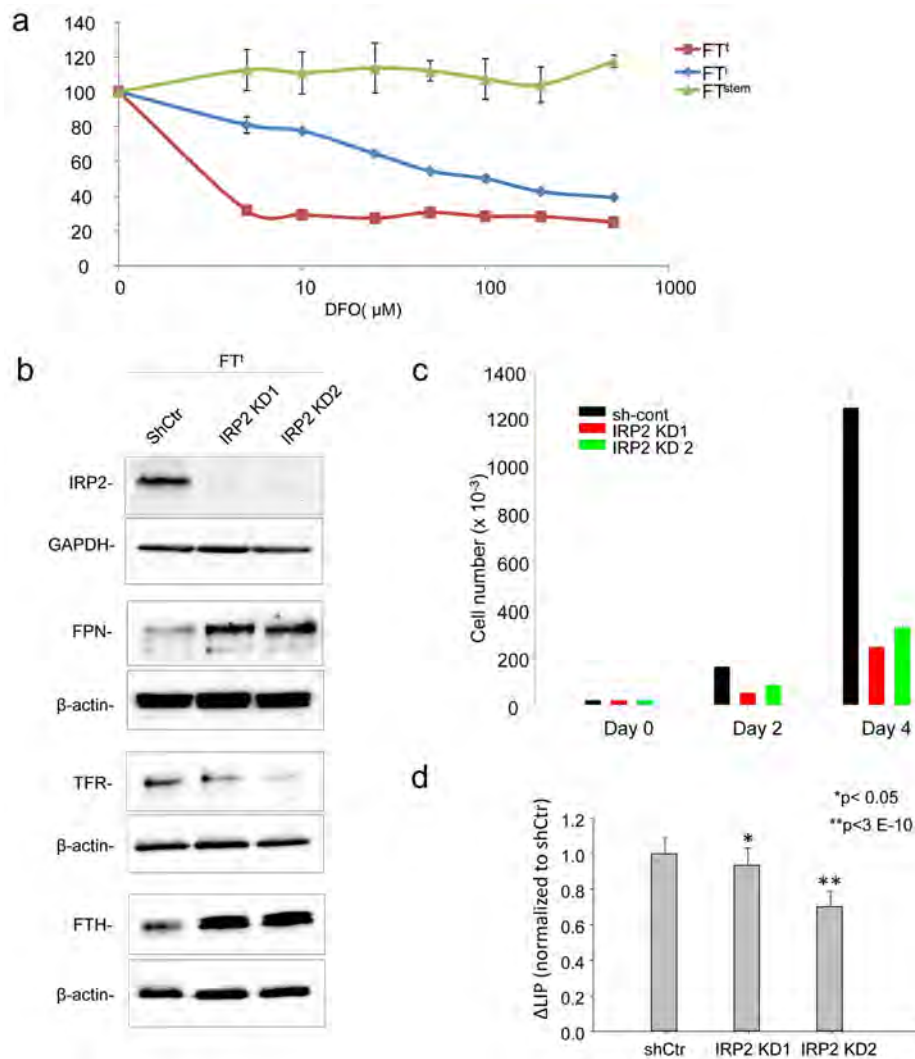 a
140
120
100
80
60
40
20
0
0 10 100 1000
DFO( µM)
FTᵗ
FTⁱ
FTˢᵗᵉᵐ
b
FTᵗ
ShCtr IRP2 KD1 IRP2 KD2
IRP2-
GAPDH-
FPN-
β-actin-
TFR-
β-actin-
FTH-
β-actin-
c
1400
1200
1000
800
600
400
200
0
Cell number (x 10⁻³)
sh-cont
IRP2 KD1
IRP2 KD 2
Day 0 Day 2 Day 4
d
*p< 0.05
**p<3 E-10
1.2
1.0
0.8
0.6
0.4
1.2
0.0
ΔLIP (normalized to shCtr)
*
**
shCtr IRP2 KD1 IRP2 KD2